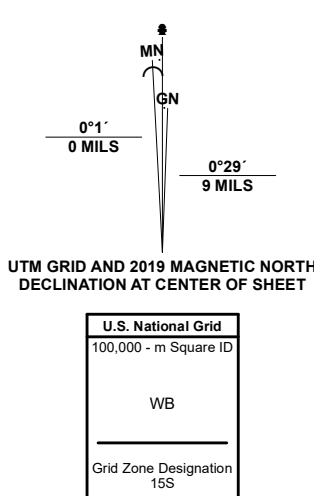 MN
GN
0°1´
0 MILS
0°29´
9 MILS
UTM GRID AND 2019 MAGNETIC NORTH
DECLINATION AT CENTER OF SHEET
U.S. National Grid
100,000 - m Square ID
WB
Grid Zone Designation
15S